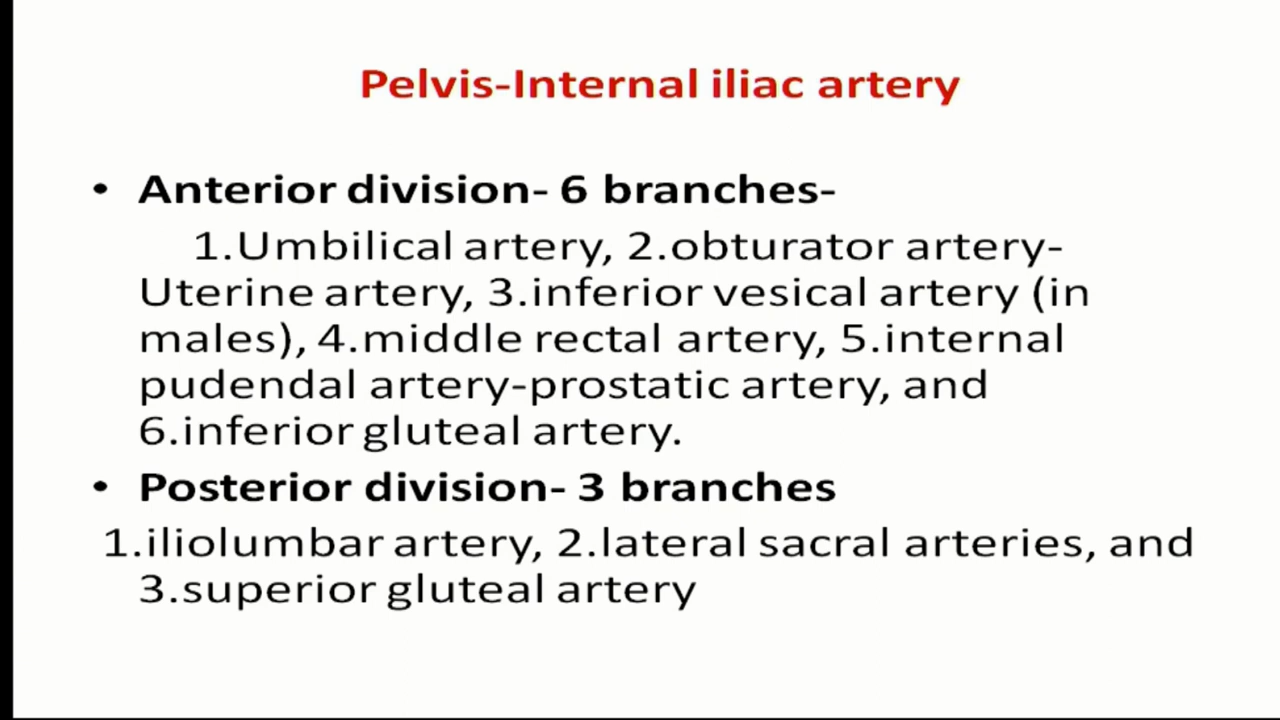 Pelvis-Internal iliac artery
• Anterior division- 6 branches-
1.Umbilical artery, 2.obturator artery-
Uterine artery, 3.inferior vesical artery (in
males), 4.middle rectal artery, 5.internal
pudendal artery-prostatic artery, and
6.inferior gluteal artery.
• Posterior division- 3 branches
1.iliolumbar artery, 2.lateral sacral arteries, and
3.superior gluteal artery